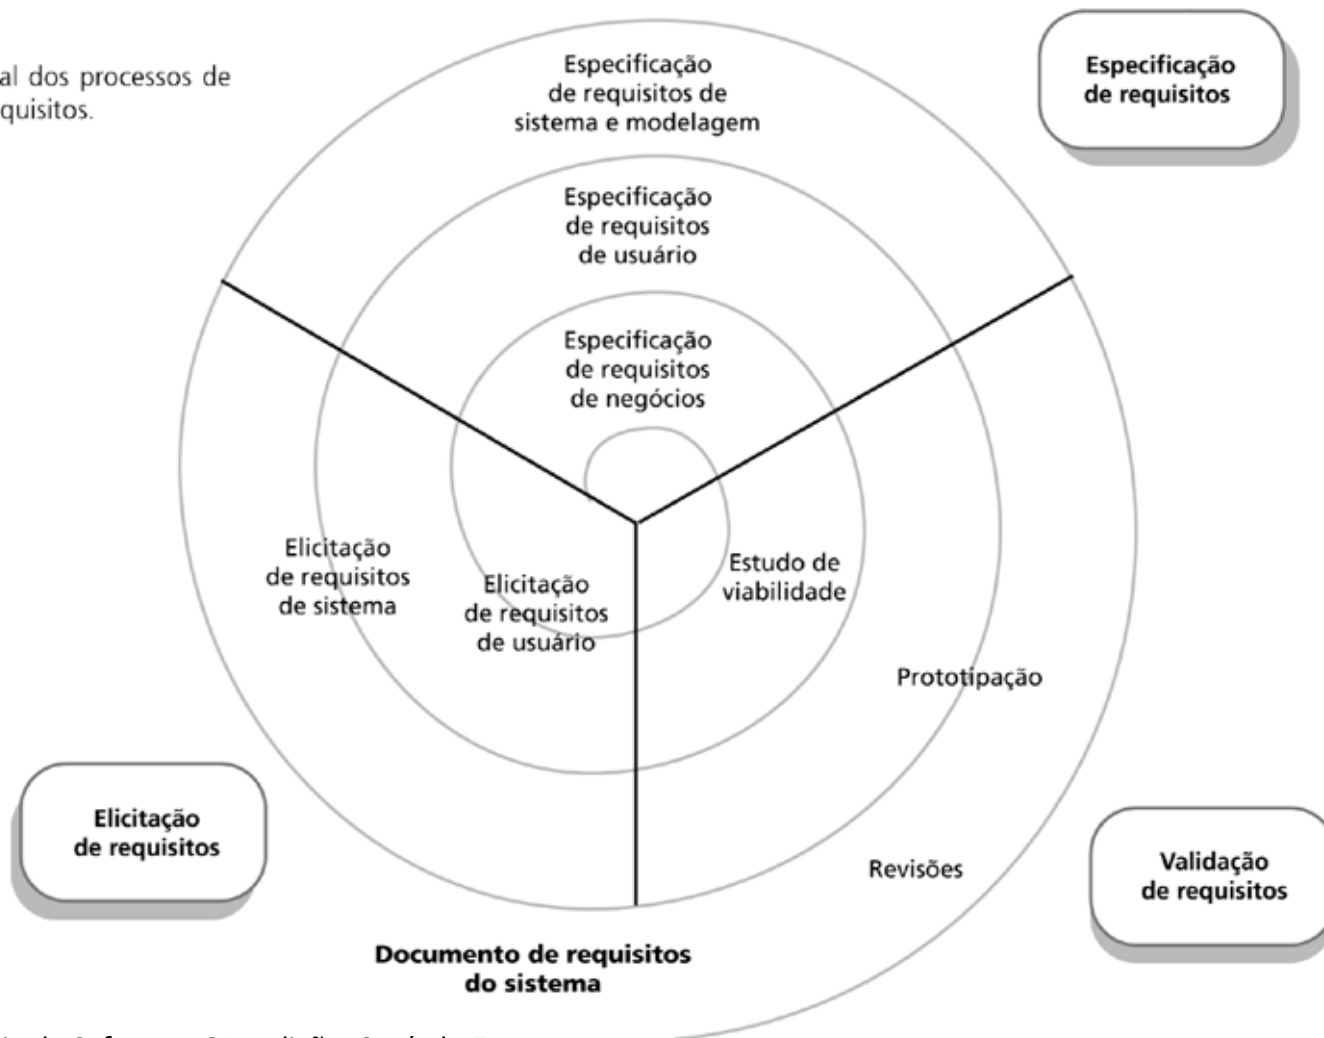 al dos processos de
quisitos.
Especificação
de requisitos de
sistema e modelagem
Especificação
de requisitos
Especificação
de requisitos
de usuário
Especificação
de requisitos
de negócios
Elicitação
de requisitos
de sistema
Elicitação
de requisitos
de usuário
Estudo de
viabilidade
Prototipação
Elicitação
de requisitos
Revisões
Validação
de requisitos
Documento de requisitos
do sistema